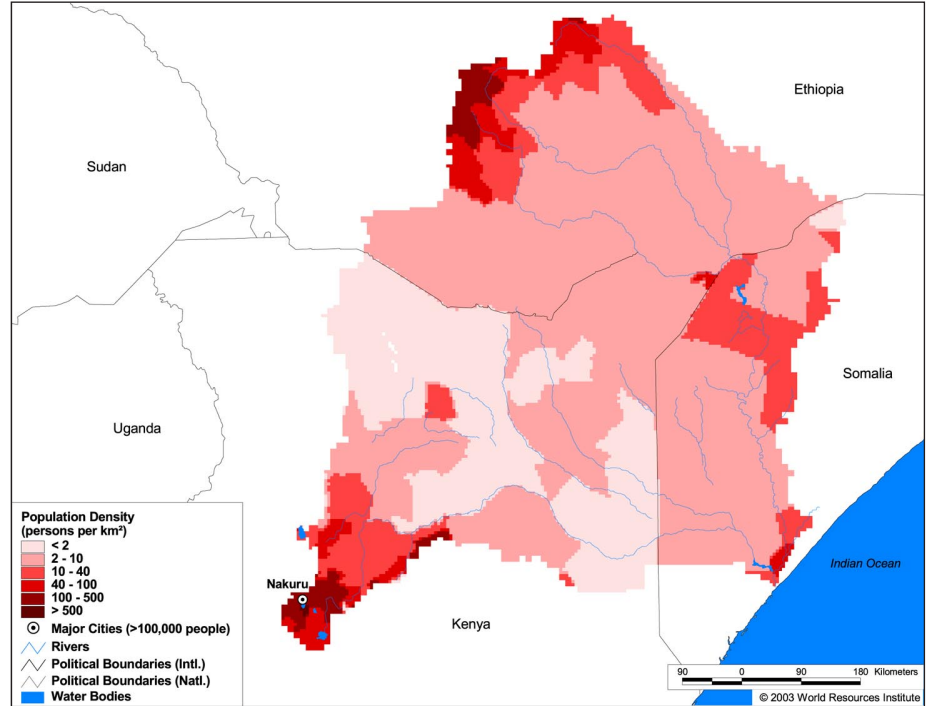 Ethiopia
Sudan
Somalia
Uganda
Population Density
(persons per km²)
< 2
2 - 10
10 - 40
40 - 100
100 - 500
> 500
Major Cities (>100,000 people)
Rivers
Political Boundaries (Intl.)
Political Boundaries (Natl.)
Water Bodies
Nakuru
Kenya
Indian Ocean
90 0 90 180 Kilometers
© 2003 World Resources Institute